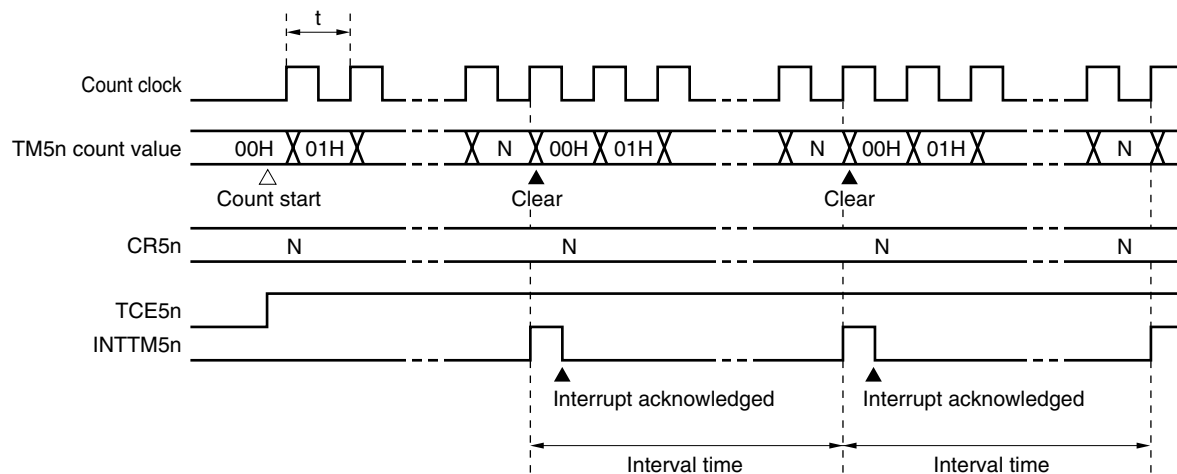 t
Count clock
TM5n count value 00H 01H N 00H 01H N 00H 01H N
Count start Clear Clear
CR5n N N N N
TCE5n
INTTM5n
Interrupt acknowledged Interrupt acknowledged
Interval time Interval time